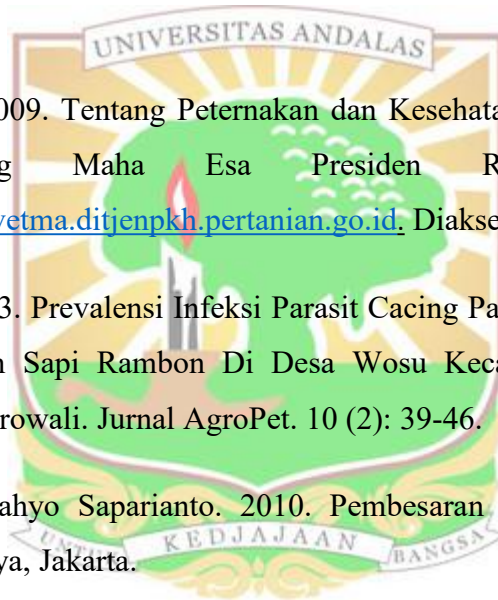 UNIVERSITAS ANDALAS
009. Tentang Peternakan dan Kesehata
g Maha Esa Presiden R
vetma.ditjenpkh.pertanian.go.id. Diakse
3. Prevalensi Infeksi Parasit Cacing Pa
n Sapi Rambon Di Desa Wosu Keca
rowali. Jurnal AgroPet. 10 (2): 39-46.
ahyo Saparianto. 2010. Pembesaran
ya, Jakarta.
UNTUK KEDJAJAAN BANGSA